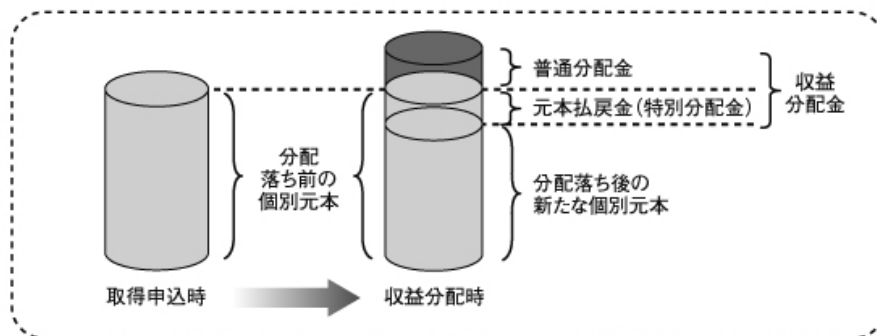 普通分配金
収益
分配金
元本払戻金(特別分配金)
分配
落ち前の
個別元本
分配落ち後の
新たな個別元本
取得申込時
収益分配時